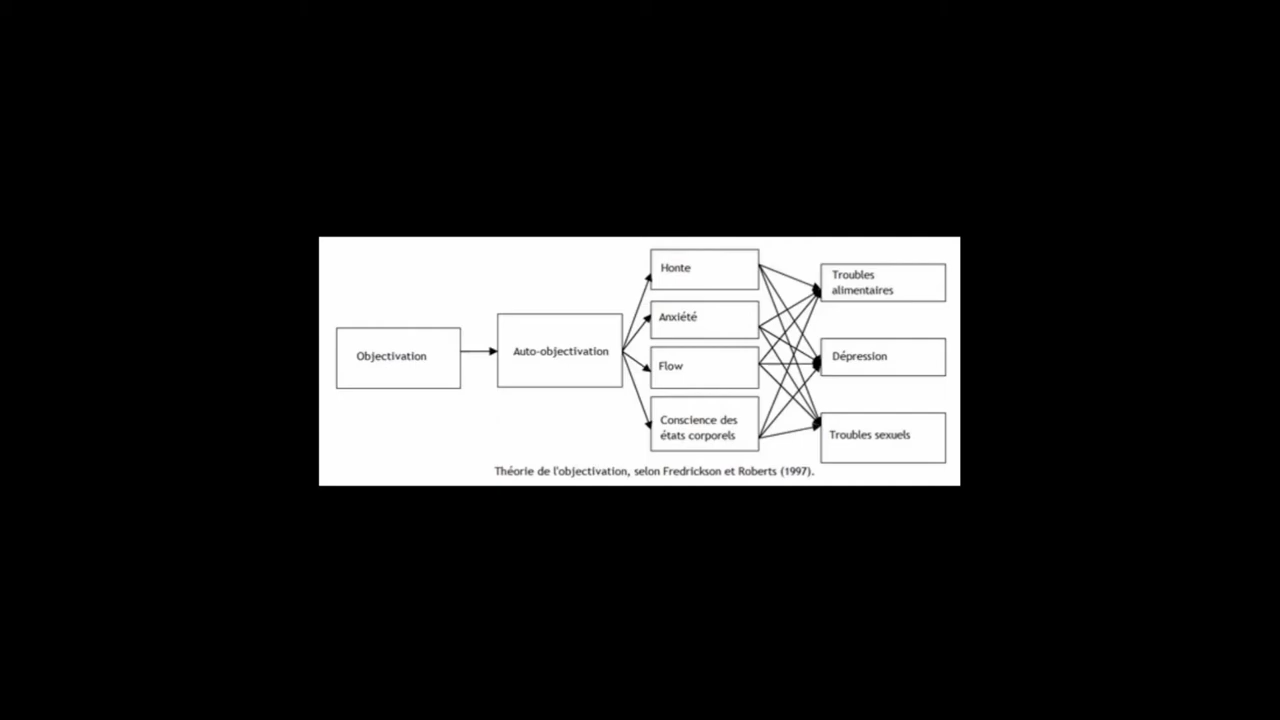 Objectivation
Auto-objectivation
Honte
Anxiété
Flow
Conscience des
états corporels
Troubles
alimentaires
Dépression
Troubles sexuels
Théorie de l'objectivation, selon Fredrickson et Roberts (1997).